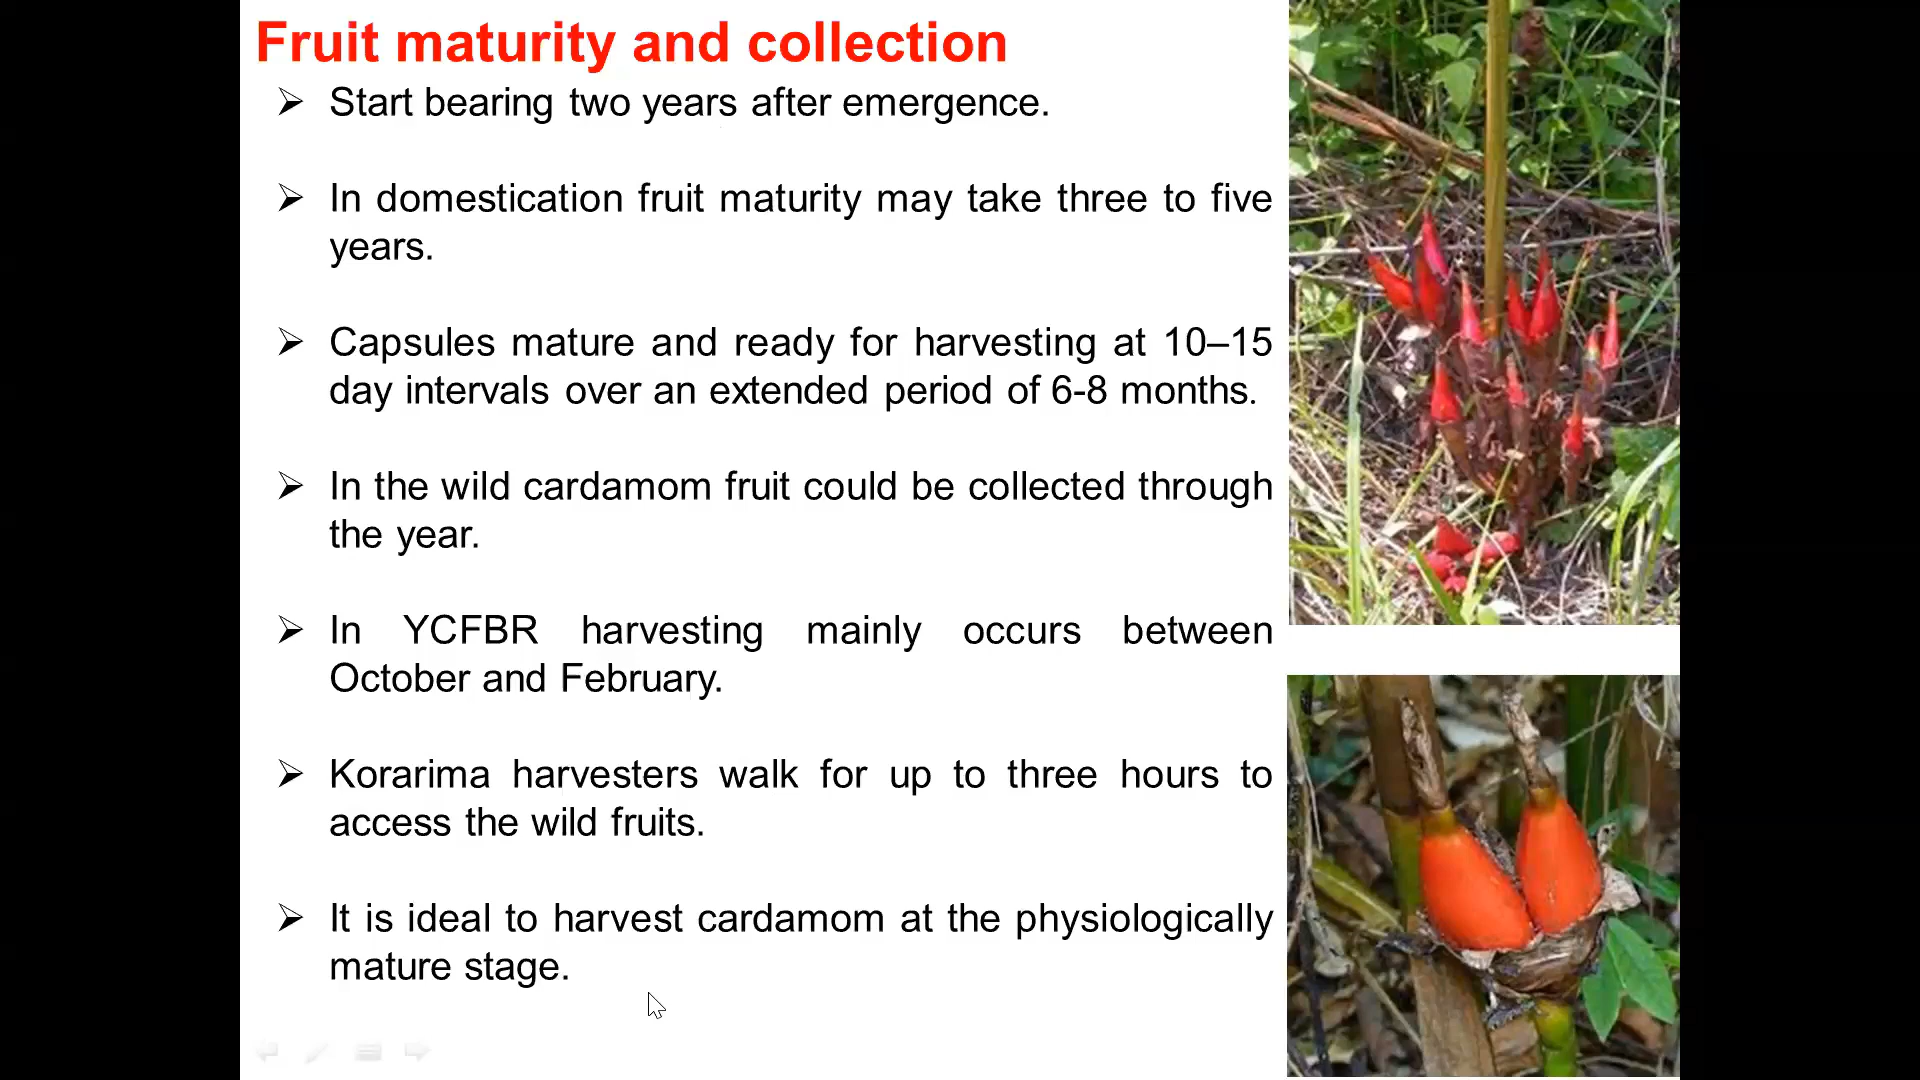 Fruit maturity and collection
➢ Start bearing two years after emergence.
➢ In domestication fruit maturity may take three to five
years.
➢ Capsules mature and ready for harvesting at 10–15
day intervals over an extended period of 6-8 months.
➢ In the wild cardamom fruit could be collected through
the year.
➢ In YCFBR harvesting mainly occurs between
October and February.
➢ Korarima harvesters walk for up to three hours to
access the wild fruits.
➢ It is ideal to harvest cardamom at the physiologically
mature stage.